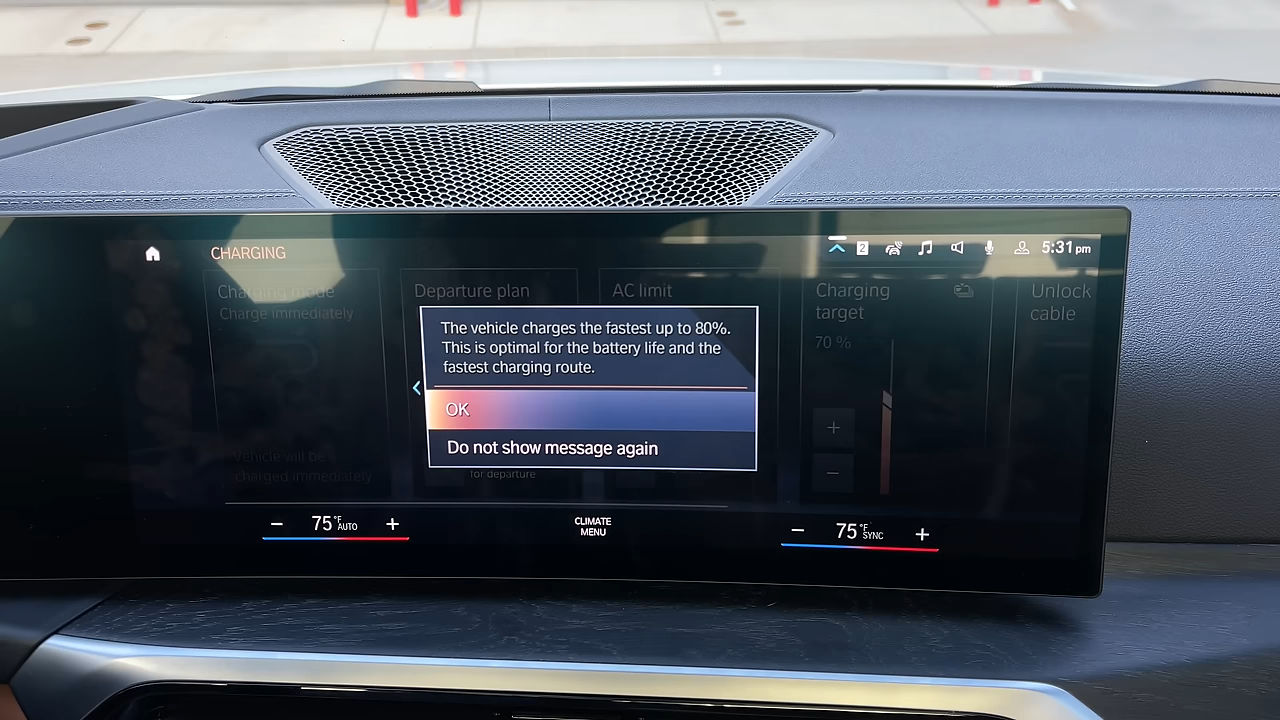 CHARGING
2
5:31 pm
Charging mode
Charge immediately
Departure plan
AC limit
Charging
target
70 %
Unlock
cable
The vehicle charges the fastest up to 80%.
This is optimal for the battery life and the
fastest charging route.
OK
Do not show message again
Vehicle will be
charged immediately
for departure
+
−
− 75 °F AUTO +
CLIMATE
MENU
− 75 °F SYNC +